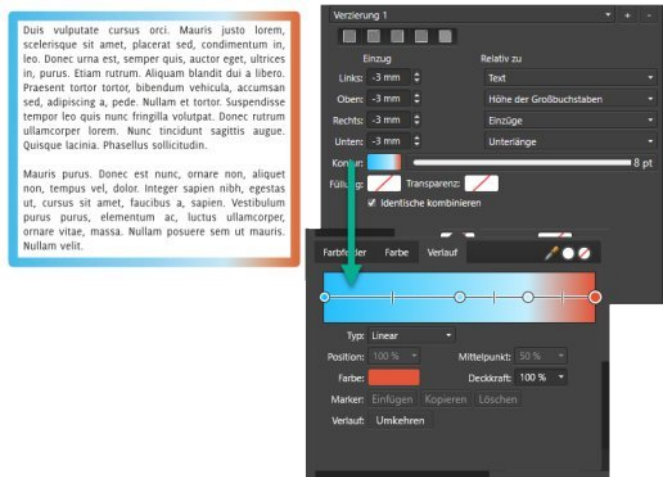 Duis vulputate cursus orci. Mauris justo lorem,
scelerisque sit amet, placerat sed, condimentum in,
leo. Donec urna est, semper quis, auctor eget, ultrices
in, purus. Etiam rutrum. Aliquam blandit dui a libero.
Praesent tortor tortor, bibendum vehicula, accumsan
sed, adipiscing a, pede. Nullam et tortor. Suspendisse
tempor leo quis nunc fringilla volutpat. Donec rutrum
ullamcorper lorem. Nunc tincidunt sagittis augue.
Quisque lacinia. Phasellus sollicitudin.
Mauris purus. Donec est nunc, ornare non, aliquet
non, tempus vel, dolor. Integer sapien nibh, egestas
ut, cursus sit amet, faucibus a, sapien. Vestibulum
purus purus, elementum ac, luctus ullamcorper,
ornare vitae, massa. Nullam posuere sem ut mauris.
Nullam velit.
Verzierung 1 + -
Einzug Relativ zu
Links: -3 mm Text
Oben: -3 mm Höhe der Großbuchstaben
Rechts: -3 mm Einzüge
Unten: -3 mm Unterlänge
Kontur: 8 pt
Füllung: Transparenz:
Identische kombinieren
Farbfelder Farbe Verlauf
Typ: Linear
Position: 100 % Mittelpunkt: 50 %
Farbe: Deckkraft: 100 %
Marker: Einfügen Kopieren Löschen
Verlauf: Umkehren